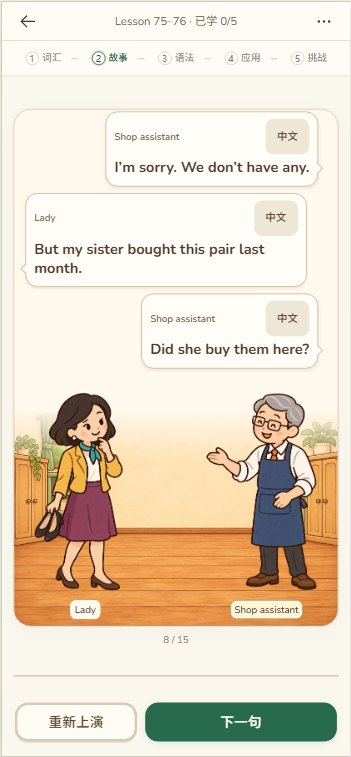 Lesson 75–76 · 已学 0/5
1 词汇 – 2 故事 – 3 语法 – 4 应用 – 5 挑战
Shop assistant
中文
I'm sorry. We don't have any.
Lady
中文
But my sister bought this pair last
month.
Shop assistant
中文
Did she buy them here?
Lady
Shop assistant
8 / 15
重新上演
下一句